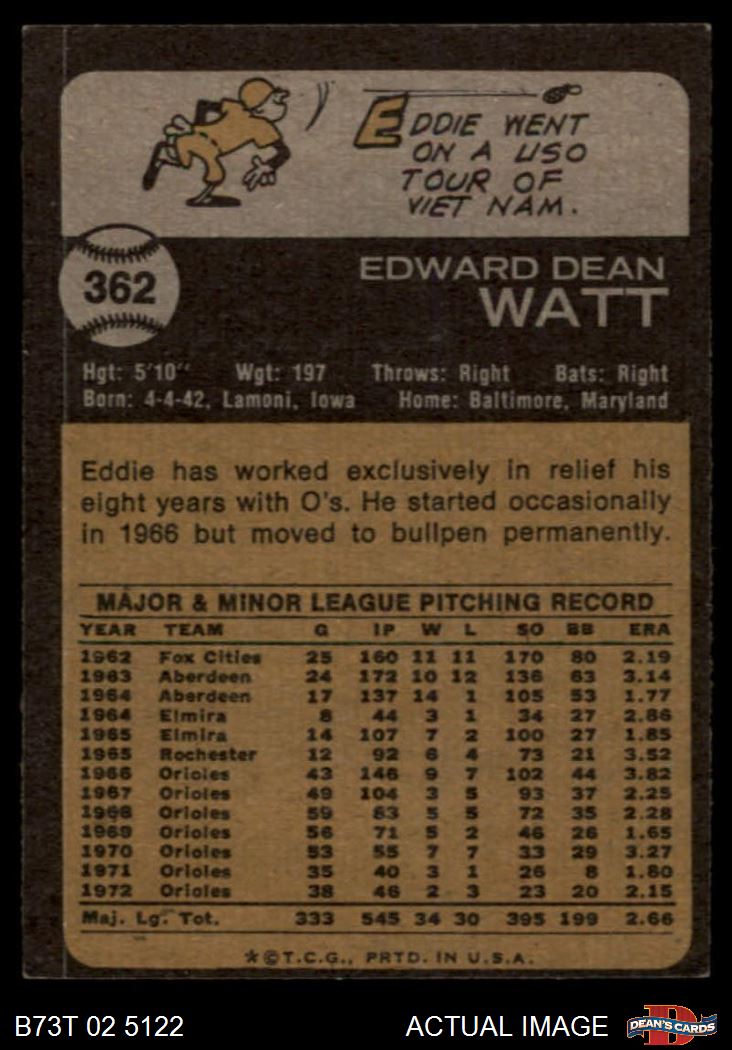 EDDIE WENT
ON A USO
TOUR OF
VIET NAM.
362
EDWARD DEAN
WATT
Hgt: 5'10" Wgt: 197 Throws: Right Bats: Right
Born: 4-4-42, Lamoni, Iowa Home: Baltimore, Maryland
Eddie has worked exclusively in relief his
eight years with O's. He started occasionally
in 1966 but moved to bullpen permanently.
MAJOR & MINOR LEAGUE PITCHING RECORD
YEAR TEAM G IP W L SO BB ERA
1962 Fox Cities 25 160 11 11 170 80 2.19
1963 Aberdeen 24 172 10 12 136 63 3.14
1964 Aberdeen 17 137 14 1 105 53 1.77
1964 Elmira 8 44 3 1 34 27 2.86
1965 Elmira 14 107 7 2 100 27 1.85
1965 Rochester 12 92 6 4 73 21 3.52
1966 Orioles 43 146 9 7 102 44 3.82
1967 Orioles 49 104 3 5 93 37 2.25
1968 Orioles 59 83 5 5 72 35 2.28
1969 Orioles 56 71 5 2 46 26 1.65
1970 Orioles 53 55 7 7 33 29 3.27
1971 Orioles 35 40 3 1 26 8 1.80
1972 Orioles 38 46 2 3 23 20 2.15
Maj. Lg. Tot. 333 545 34 30 395 199 2.66
*©T.C.G., PRTD. IN U.S.A.
B73T 02 5122 ACTUAL IMAGE DEAN'S CARDS